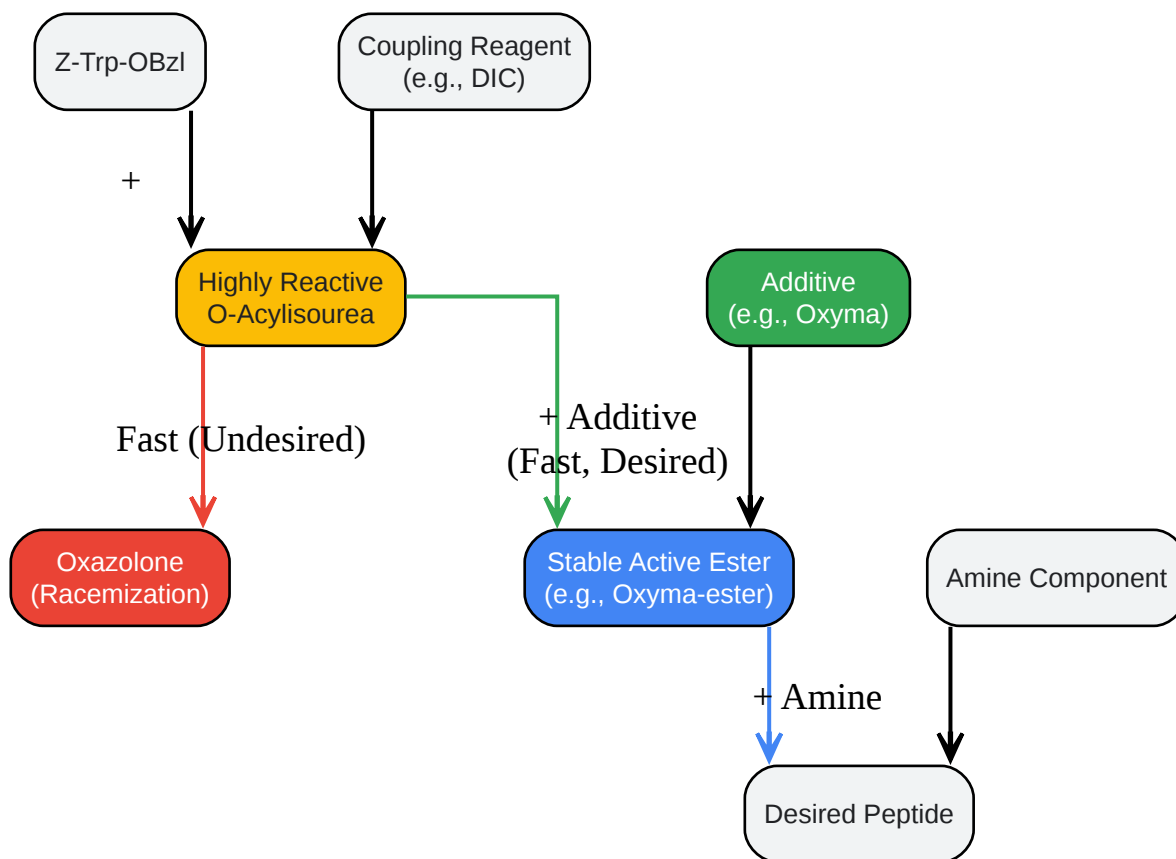 Z-Trp-OBzl
Coupling Reagent
(e.g., DIC)
+
Highly Reactive
O-Acylisourea
Additive
(e.g., Oxyma)
Fast (Undesired)
+ Additive
(Fast, Desired)
Oxazolone
(Racemization)
Stable Active Ester
(e.g., Oxyma-ester)
Amine Component
+ Amine
Desired Peptide